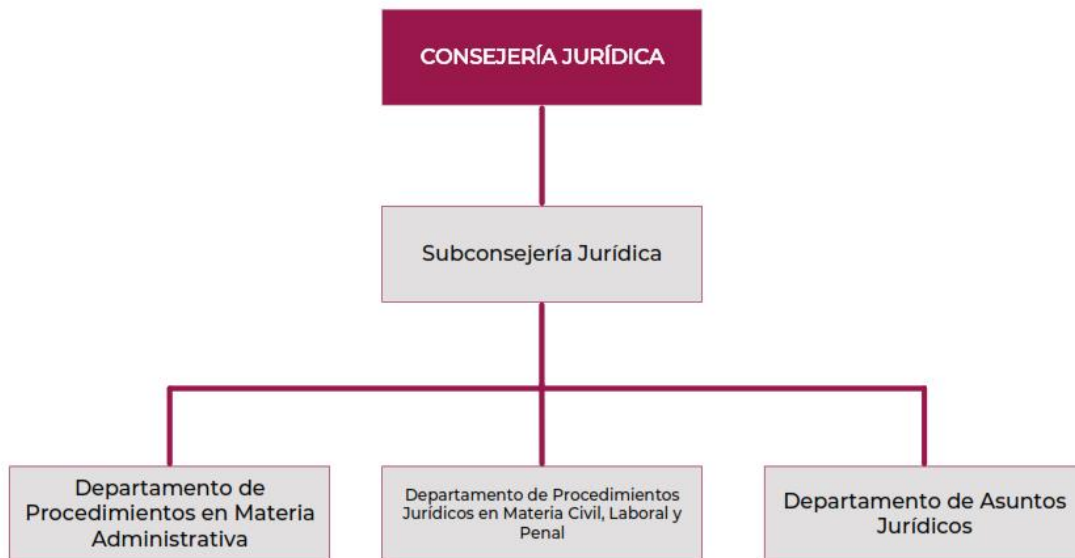 CONSEJERÍA JURÍDICA
Subconsejería Jurídica
Departamento de
Procedimientos en Materia
Administrativa
Departamento de Procedimientos
Jurídicos en Materia Civil, Laboral y
Penal
Departamento de Asuntos
Jurídicos